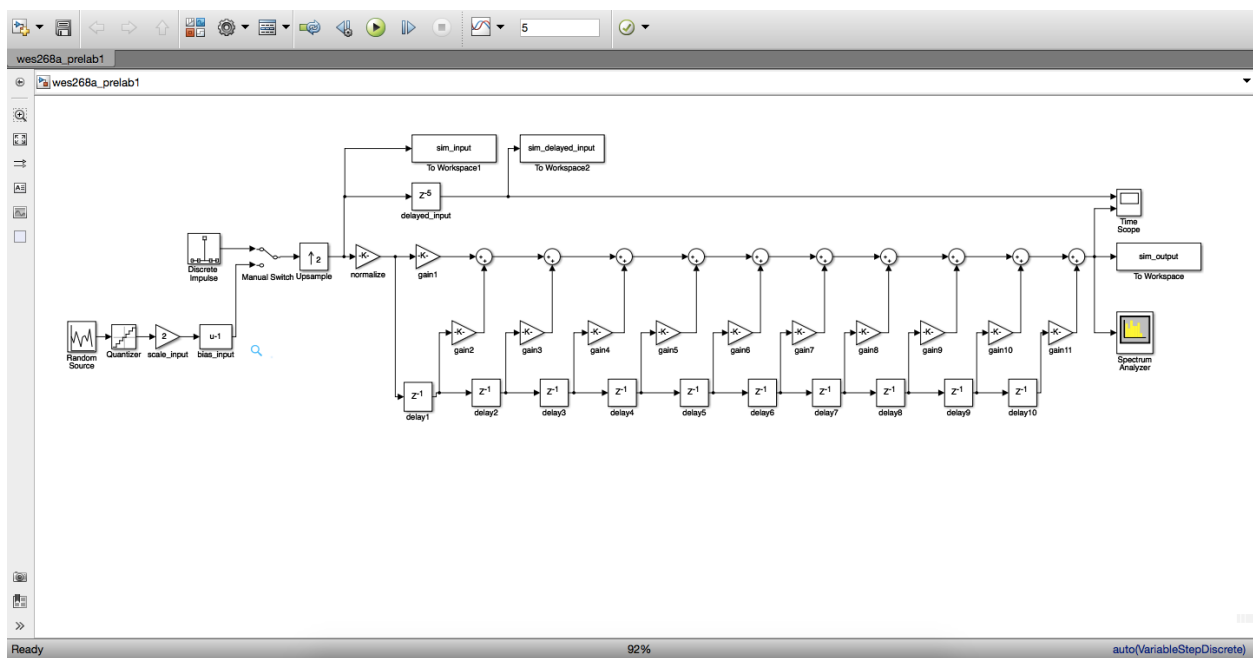 5
wes268a_prelab1
wes268a_prelab1
sim_input
To Workspace1
sim_delayed_input
To Workspace2
Z-5
delayed_input
Time
Scope
Discrete
Impulse
Manual Switch
2
Upsample
-K-
normalize
-K-
gain1
sim_output
To Workspace
Random
Source
Quantizer
2
scale_input
u-1
bias_input
-K-
gain2
-K-
gain3
-K-
gain4
-K-
gain5
-K-
gain6
-K-
gain7
-K-
gain8
-K-
gain9
-K-
gain10
-K-
gain11
Spectrum
Analyzer
Z-1
delay1
Z-1
delay2
Z-1
delay3
Z-1
delay4
Z-1
delay5
Z-1
delay6
Z-1
delay7
Z-1
delay8
Z-1
delay9
Z-1
delay10
Ready
92%
auto(VariableStepDiscrete)